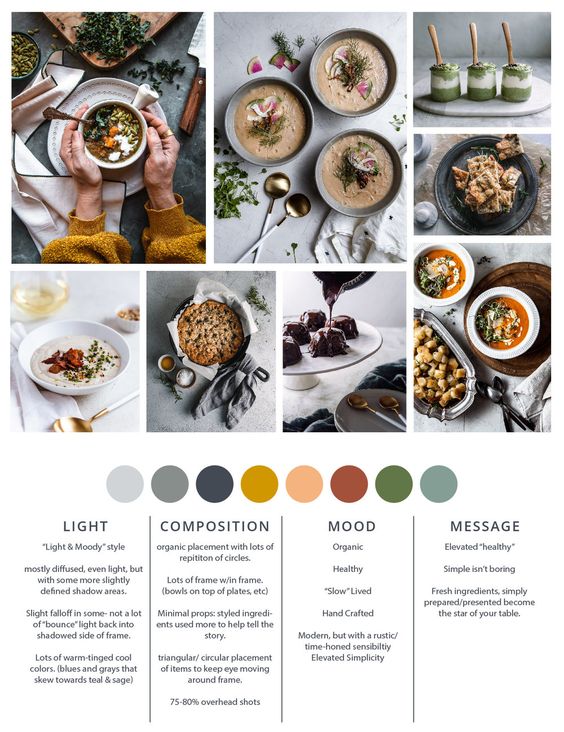 LIGHT
"Light & Moody" style
mostly diffused, even light, but
with some more slightly
defined shadow areas.
Slight falloff in some- not a lot
of "bounce" light back into
shadowed side of frame.
Lots of warm-tinged cool
colors. (blues and grays that
skew towards teal & sage)
COMPOSITION
organic placement with lots of
repititon of circles.
Lots of frame w/in frame.
(bowls on top of plates, etc)
Minimal props: styled ingredi-
ents used more to help tell the
story.
triangular/ circular placement
of items to keep eye moving
around frame.
75-80% overhead shots
MOOD
Organic
Healthy
"Slow" Lived
Hand Crafted
Modern, but with a rustic/
time-honed sensibiltiy
Elevated Simplicity
MESSAGE
Elevated "healthy"
Simple isn't boring
Fresh ingredients, simply
prepared/presented become
the star of your table.